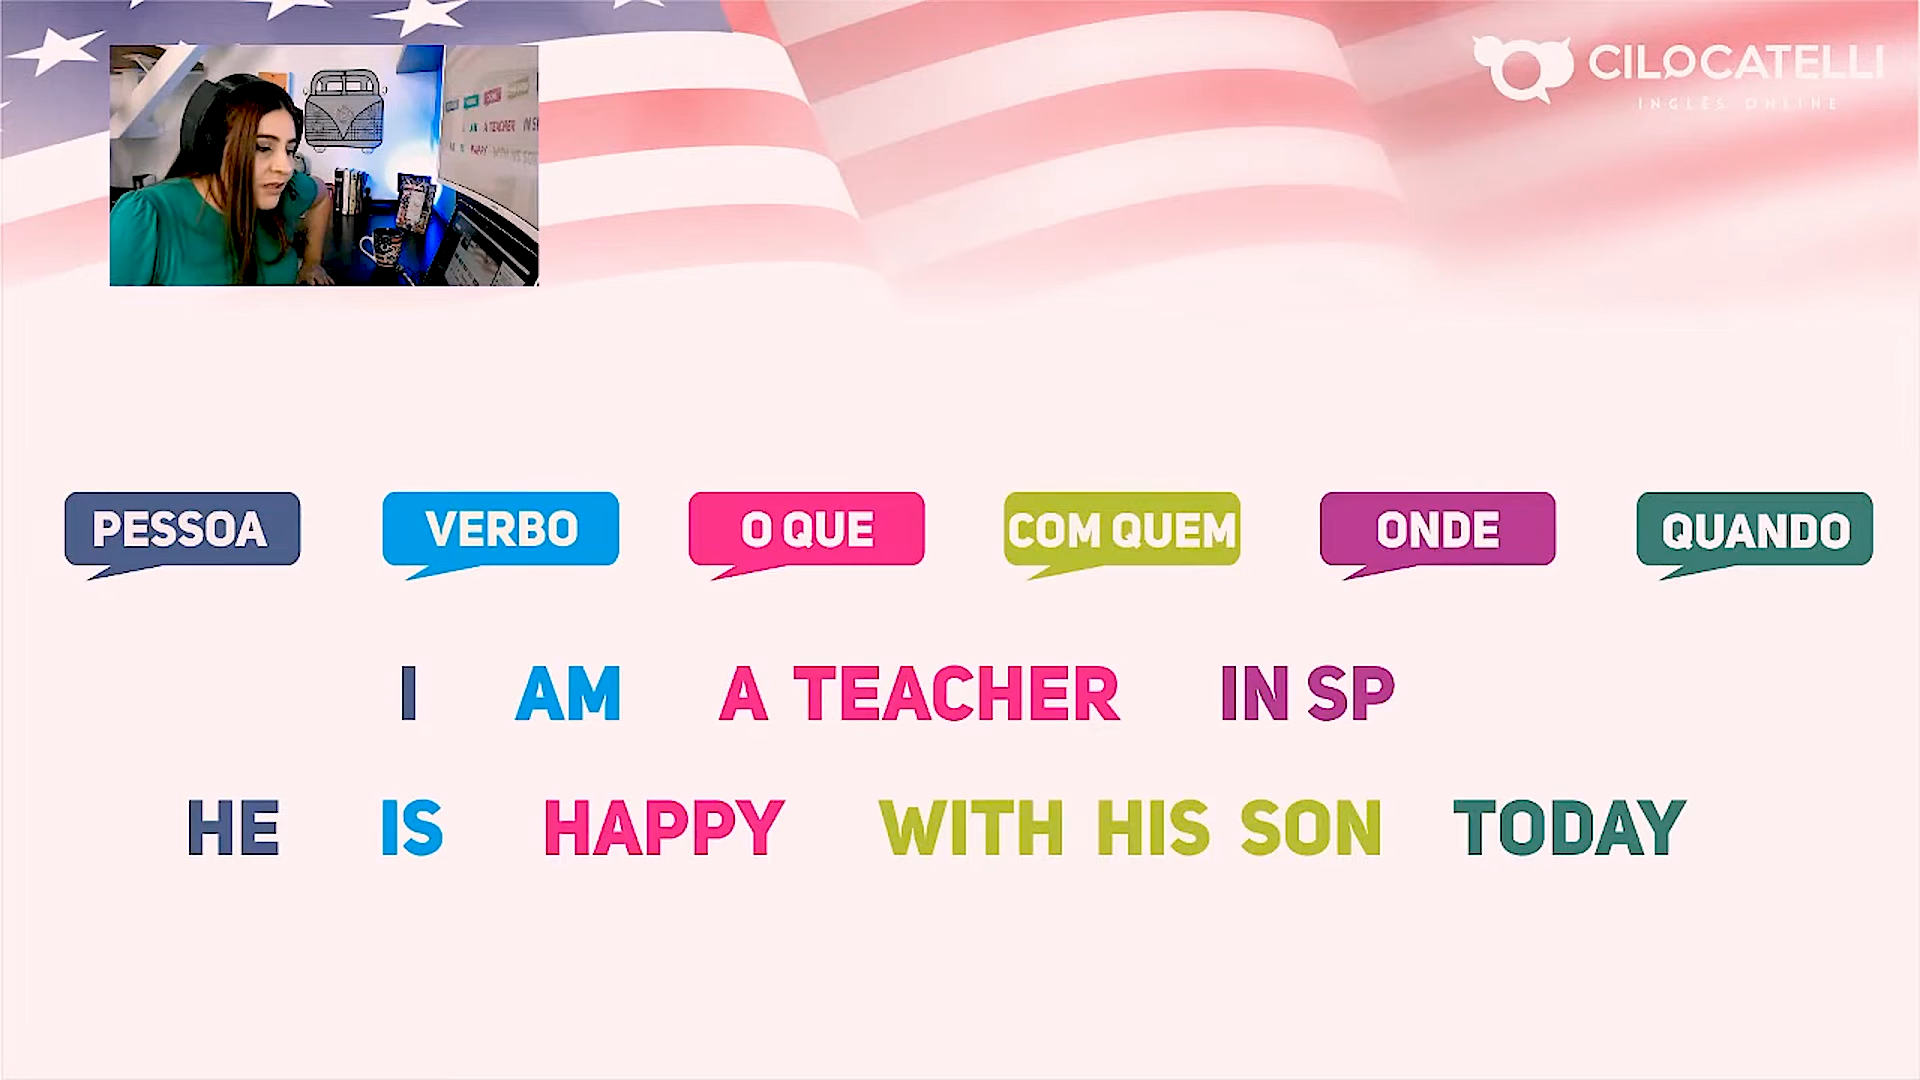 CILOCATELLI
INGLÊS ONLINE
PESSOA VERBO O QUE COM QUEM ONDE QUANDO
I AM A TEACHER IN SP
HE IS HAPPY WITH HIS SON TODAY